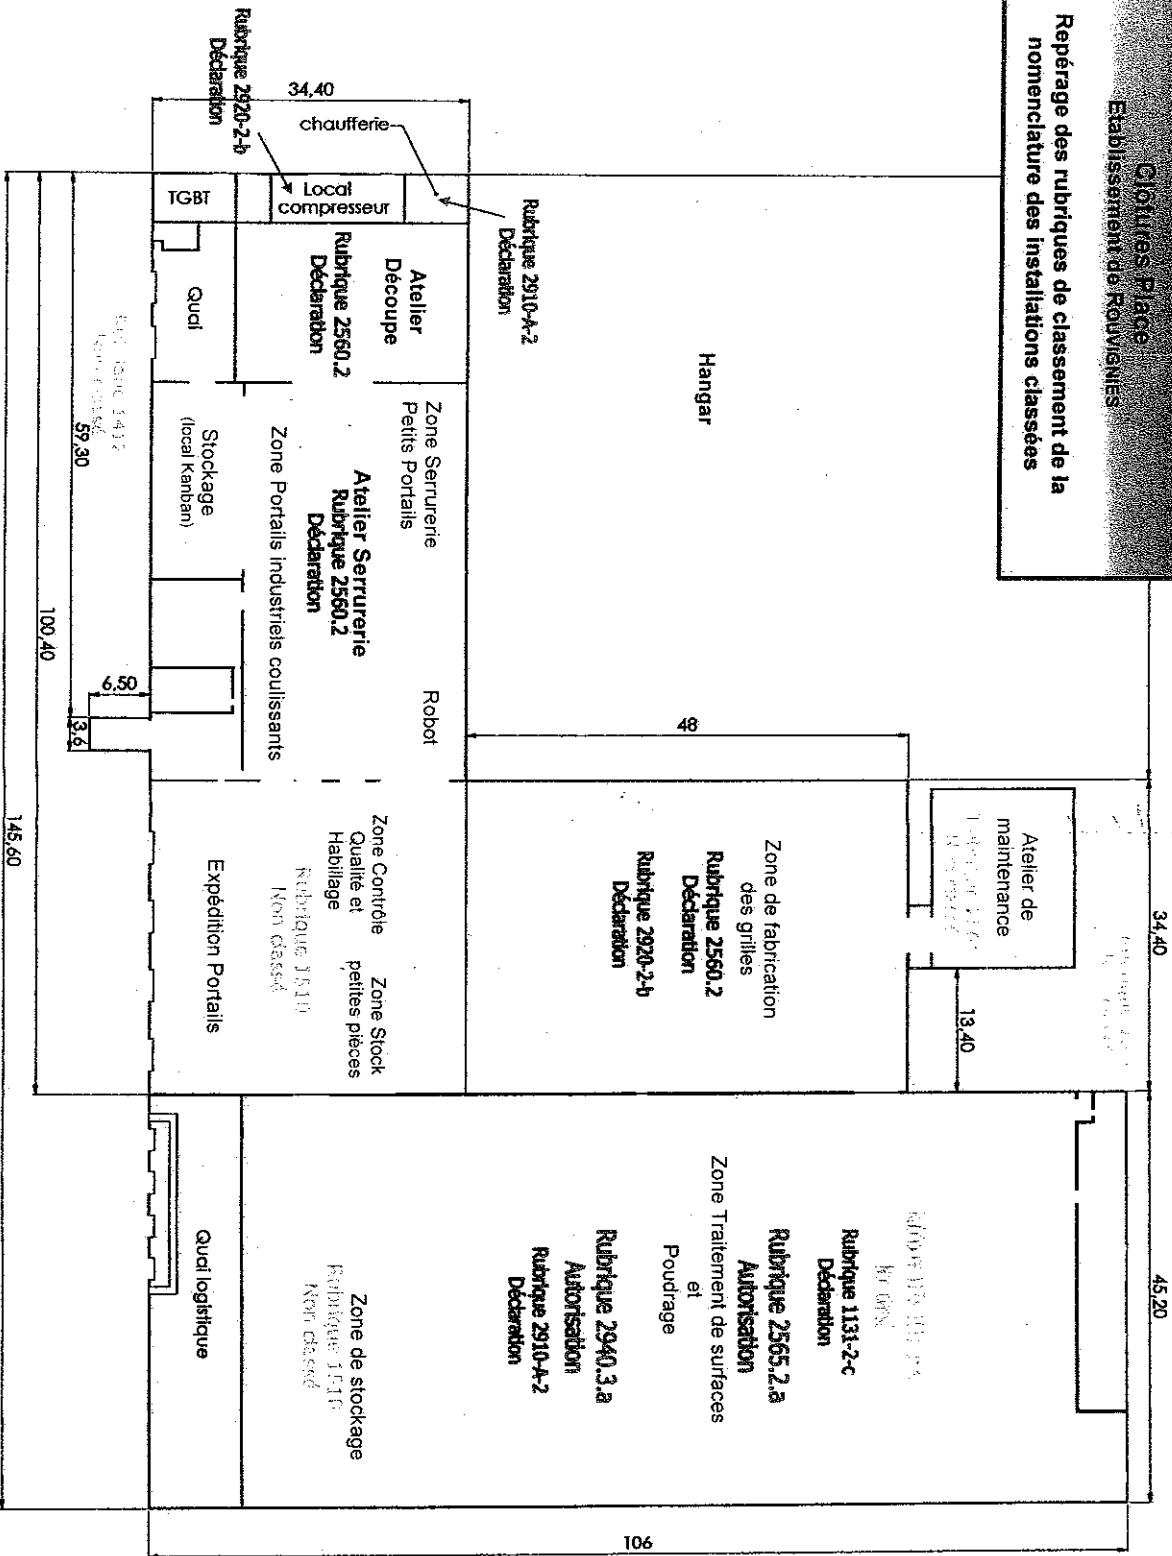 Clôtures Place
Etablissement de ROUVIGNIES
Repérage des rubriques de classement de la
nomenclature des installations classées
Rubrique 2920-2-b
Déclaration
34,40
chaufferie
Rubrique 2910-A-2
Déclaration
TGBT
Local
compresseur
Quai
Atelier
Découpe
Rubrique 2560.2
Déclaration
Hangar
Stockage
(local Kanban)
Zone Serrurerie
Petits Portails
Atelier Serrurerie
Rubrique 2560.2
Déclaration
Zone Portails industriels coulissants
Robot
59,30
100,40
145,60
6,50
3,6
48
Atelier de
maintenance
34,40
13,40
Zone de fabrication
des grilles
Rubrique 2560.2
Déclaration
Rubrique 2920-2-b
Déclaration
Zone Contrôle
Qualité et
Habillage
Zone Stock
petites pièces
Rubrique 1510
Non classé
Expédition Portails
45,20
Rubrique 1131-2-c
Déclaration
Rubrique 2565.2.a
Autorisation
Zone Traitement de surfaces
et
Poudrage
Rubrique 2940.3.a
Autorisation
Rubrique 2910-A-2
Déclaration
Zone de stockage
Rubrique 1510
Non classé
Quai logistique
106